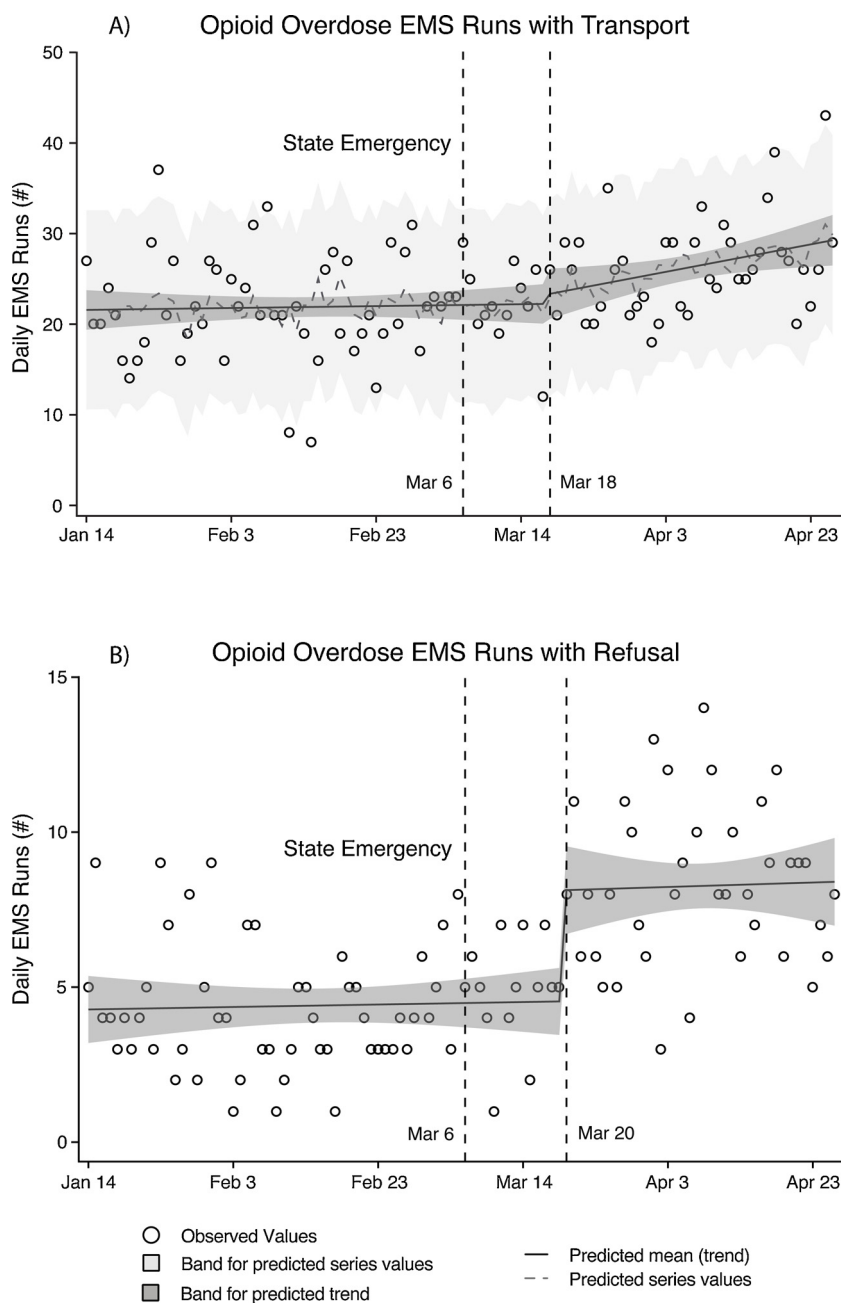 A) Opioid Overdose EMS Runs with Transport
50
40
30
20
10
0
Daily EMS Runs (#)
State Emergency
Mar 6
Mar 18
Jan 14 Feb 3 Feb 23 Mar 14 Apr 3 Apr 23
B) Opioid Overdose EMS Runs with Refusal
15
10
5
0
Daily EMS Runs (#)
State Emergency
Mar 6
Mar 20
Jan 14 Feb 3 Feb 23 Mar 14 Apr 3 Apr 23
Observed Values
Band for predicted series values
Band for predicted trend
Predicted mean (trend)
Predicted series values